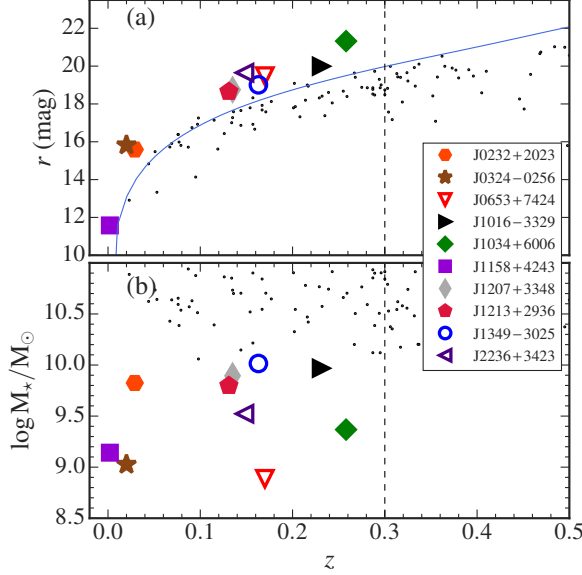 (a)
22
20
18
16
14
12
10
r (mag)
J0232+2023
J0324−0256
J0653+7424
J1016−3329
J1034+6006
J1158+4243
J1207+3348
J1213+2936
J1349−3025
J2236+3423
(b)
10.5
10.0
9.5
9.0
8.5
log M⋆/M⊙
0.0 0.1 0.2 0.3 0.4 0.5
z